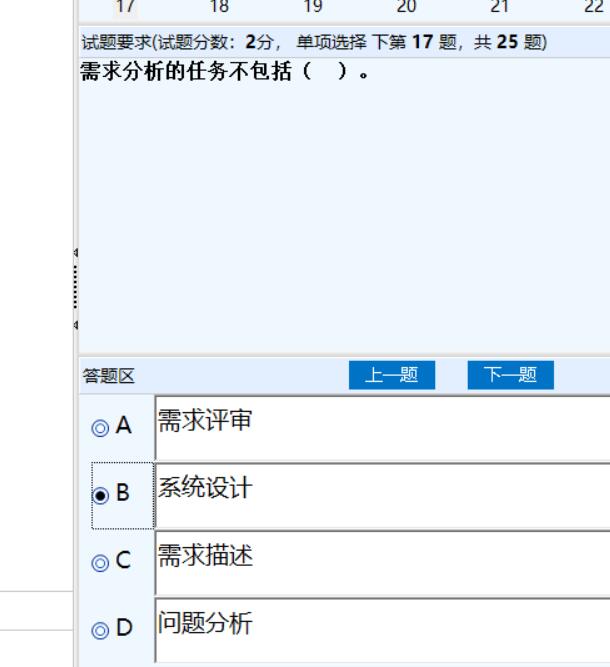 17 18 19 20 21 22
试题要求(试题分数：2分， 单项选择 下第 17 题，共 25 题)
需求分析的任务不包括（ ）。
答题区 上一题 下一题
A 需求评审
B 系统设计
C 需求描述
D 问题分析